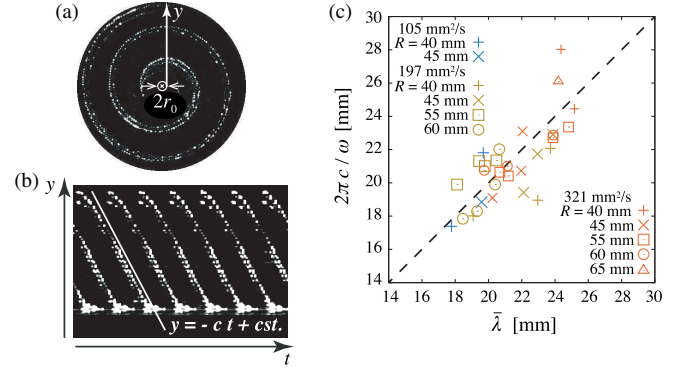 (a)
y
2r₀
(b)
y
y = - c t + cst.
t
(c)
2π c / ω [mm]
30
28
26
24
22
20
18
16
14
105 mm²/s
R = 40 mm
45 mm
197 mm²/s
R = 40 mm
45 mm
55 mm
60 mm
321 mm²/s
R = 40 mm
45 mm
55 mm
60 mm
65 mm
14 16 18 20 22 24 26 28 30
λ̄ [mm]